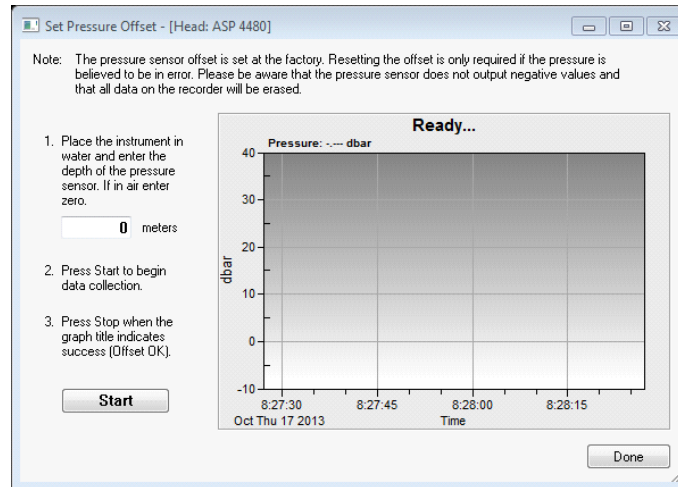 Set Pressure Offset - [Head: ASP 4480]
Note: The pressure sensor offset is set at the factory. Resetting the offset is only required if the pressure is
believed to be in error. Please be aware that the pressure sensor does not output negative values and
that all data on the recorder will be erased.
1. Place the instrument in
water and enter the
depth of the pressure
sensor. If in air enter
zero.
0 meters
2. Press Start to begin
data collection.
3. Press Stop when the
graph title indicates
success (Offset OK).
Start
Ready...
Pressure: -.--- dbar
40
30
20
10
0
-10
dbar
8:27:30 8:27:45 8:28:00 8:28:15
Oct Thu 17 2013 Time
Done